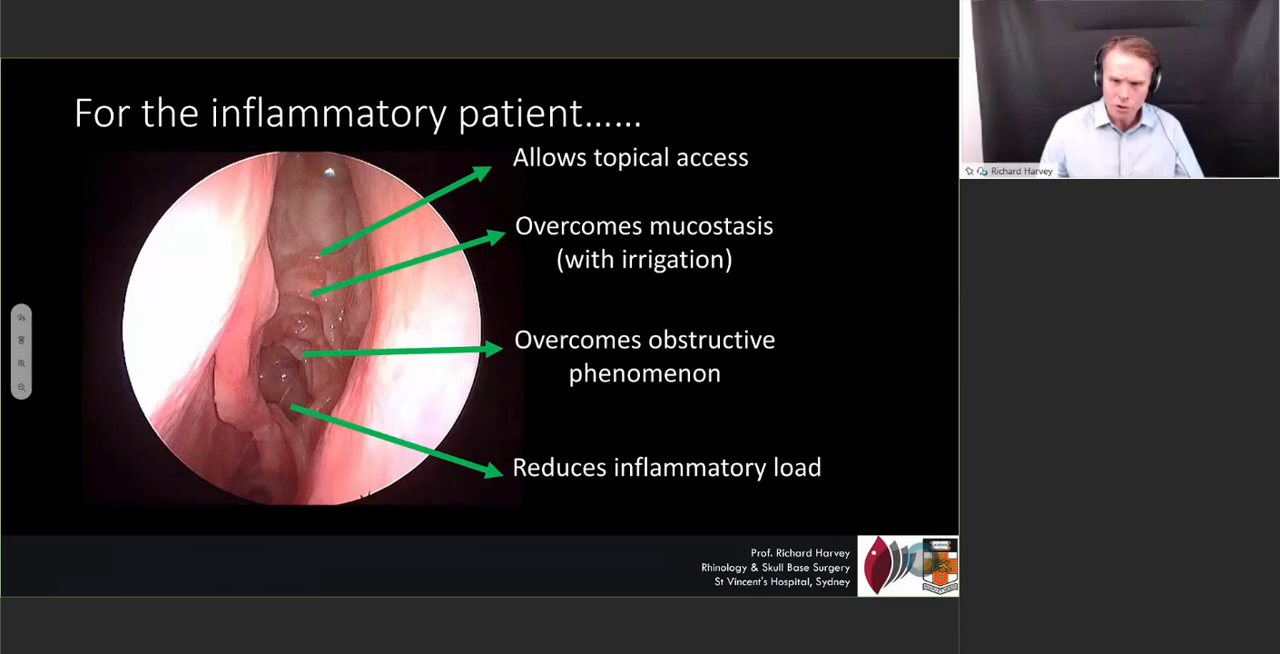 For the inflammatory patient......
Allows topical access
Overcomes mucostasis
(with irrigation)
Overcomes obstructive
phenomenon
Reduces inflammatory load
Prof. Richard Harvey
Rhinology & Skull Base Surgery
St Vincent's Hospital, Sydney
Richard Harvey